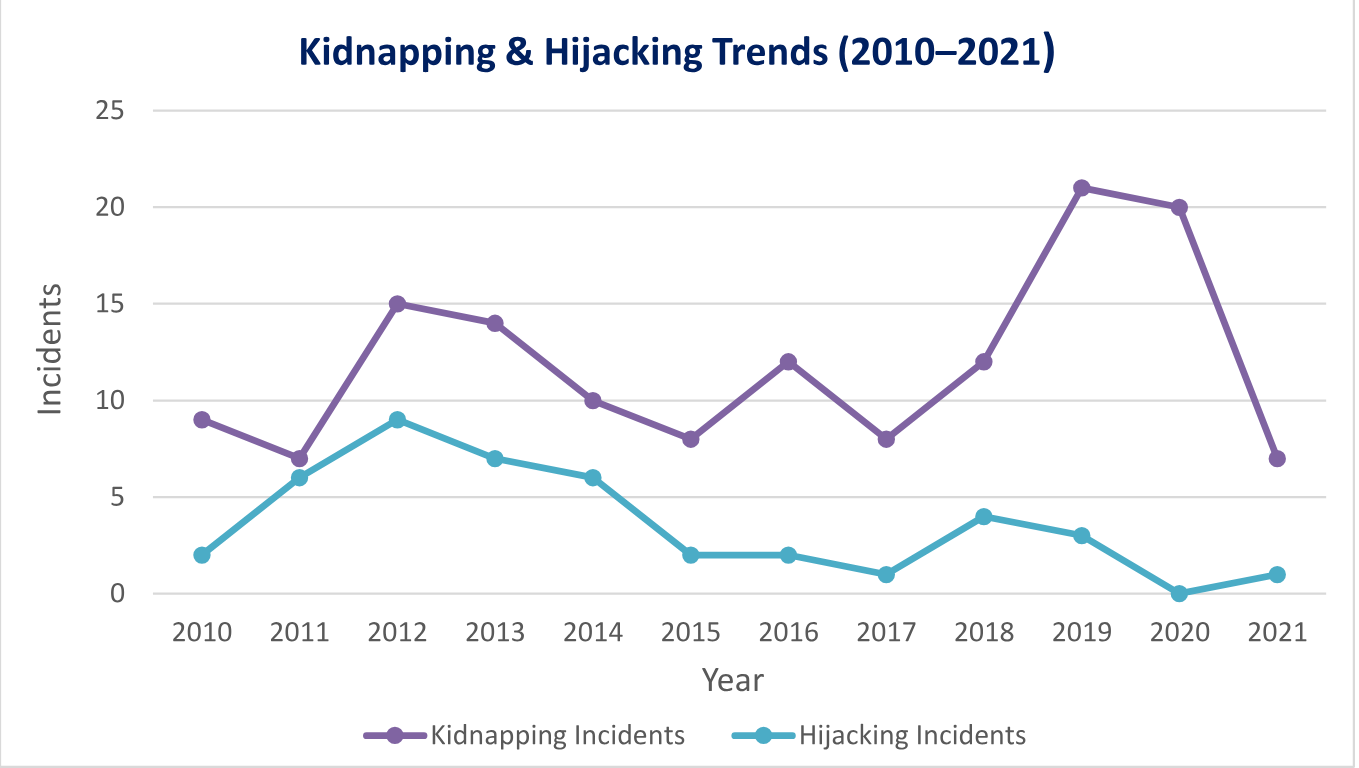 Kidnapping & Hijacking Trends (2010–2021)
25
20
15
10
5
0
Incidents
2010 2011 2012 2013 2014 2015 2016 2017 2018 2019 2020 2021
Year
Kidnapping Incidents Hijacking Incidents